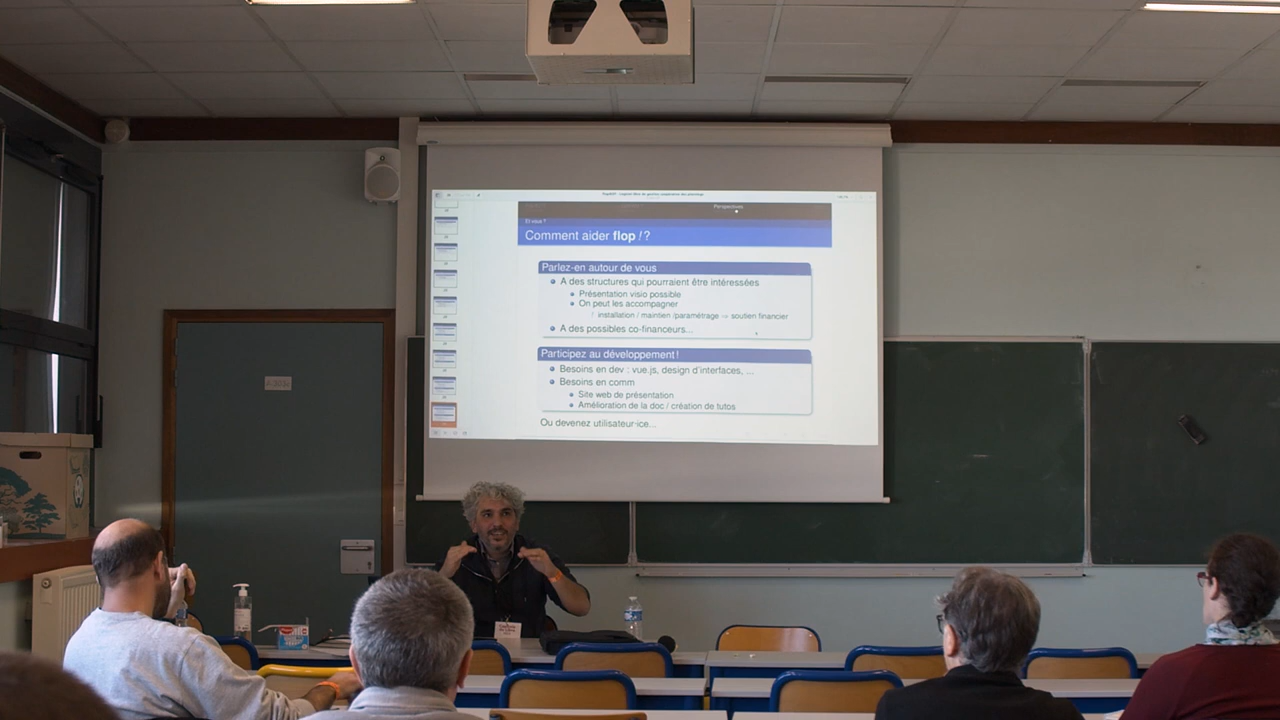 Perspectives
Et vous ?
Comment aider flop ! ?
Parlez-en autour de vous
A des structures qui pourraient être intéressées
Présentation visio possible
On peut les accompagner
installation / maintien /paramétrage → soutien financier
A des possibles co-financeurs...
Participez au développement !
Besoins en dev : vue.js, design d'interfaces, ...
Besoins en comm
Site web de présentation
Amélioration de la doc / création de tutos
Ou devenez utilisateur·ice...